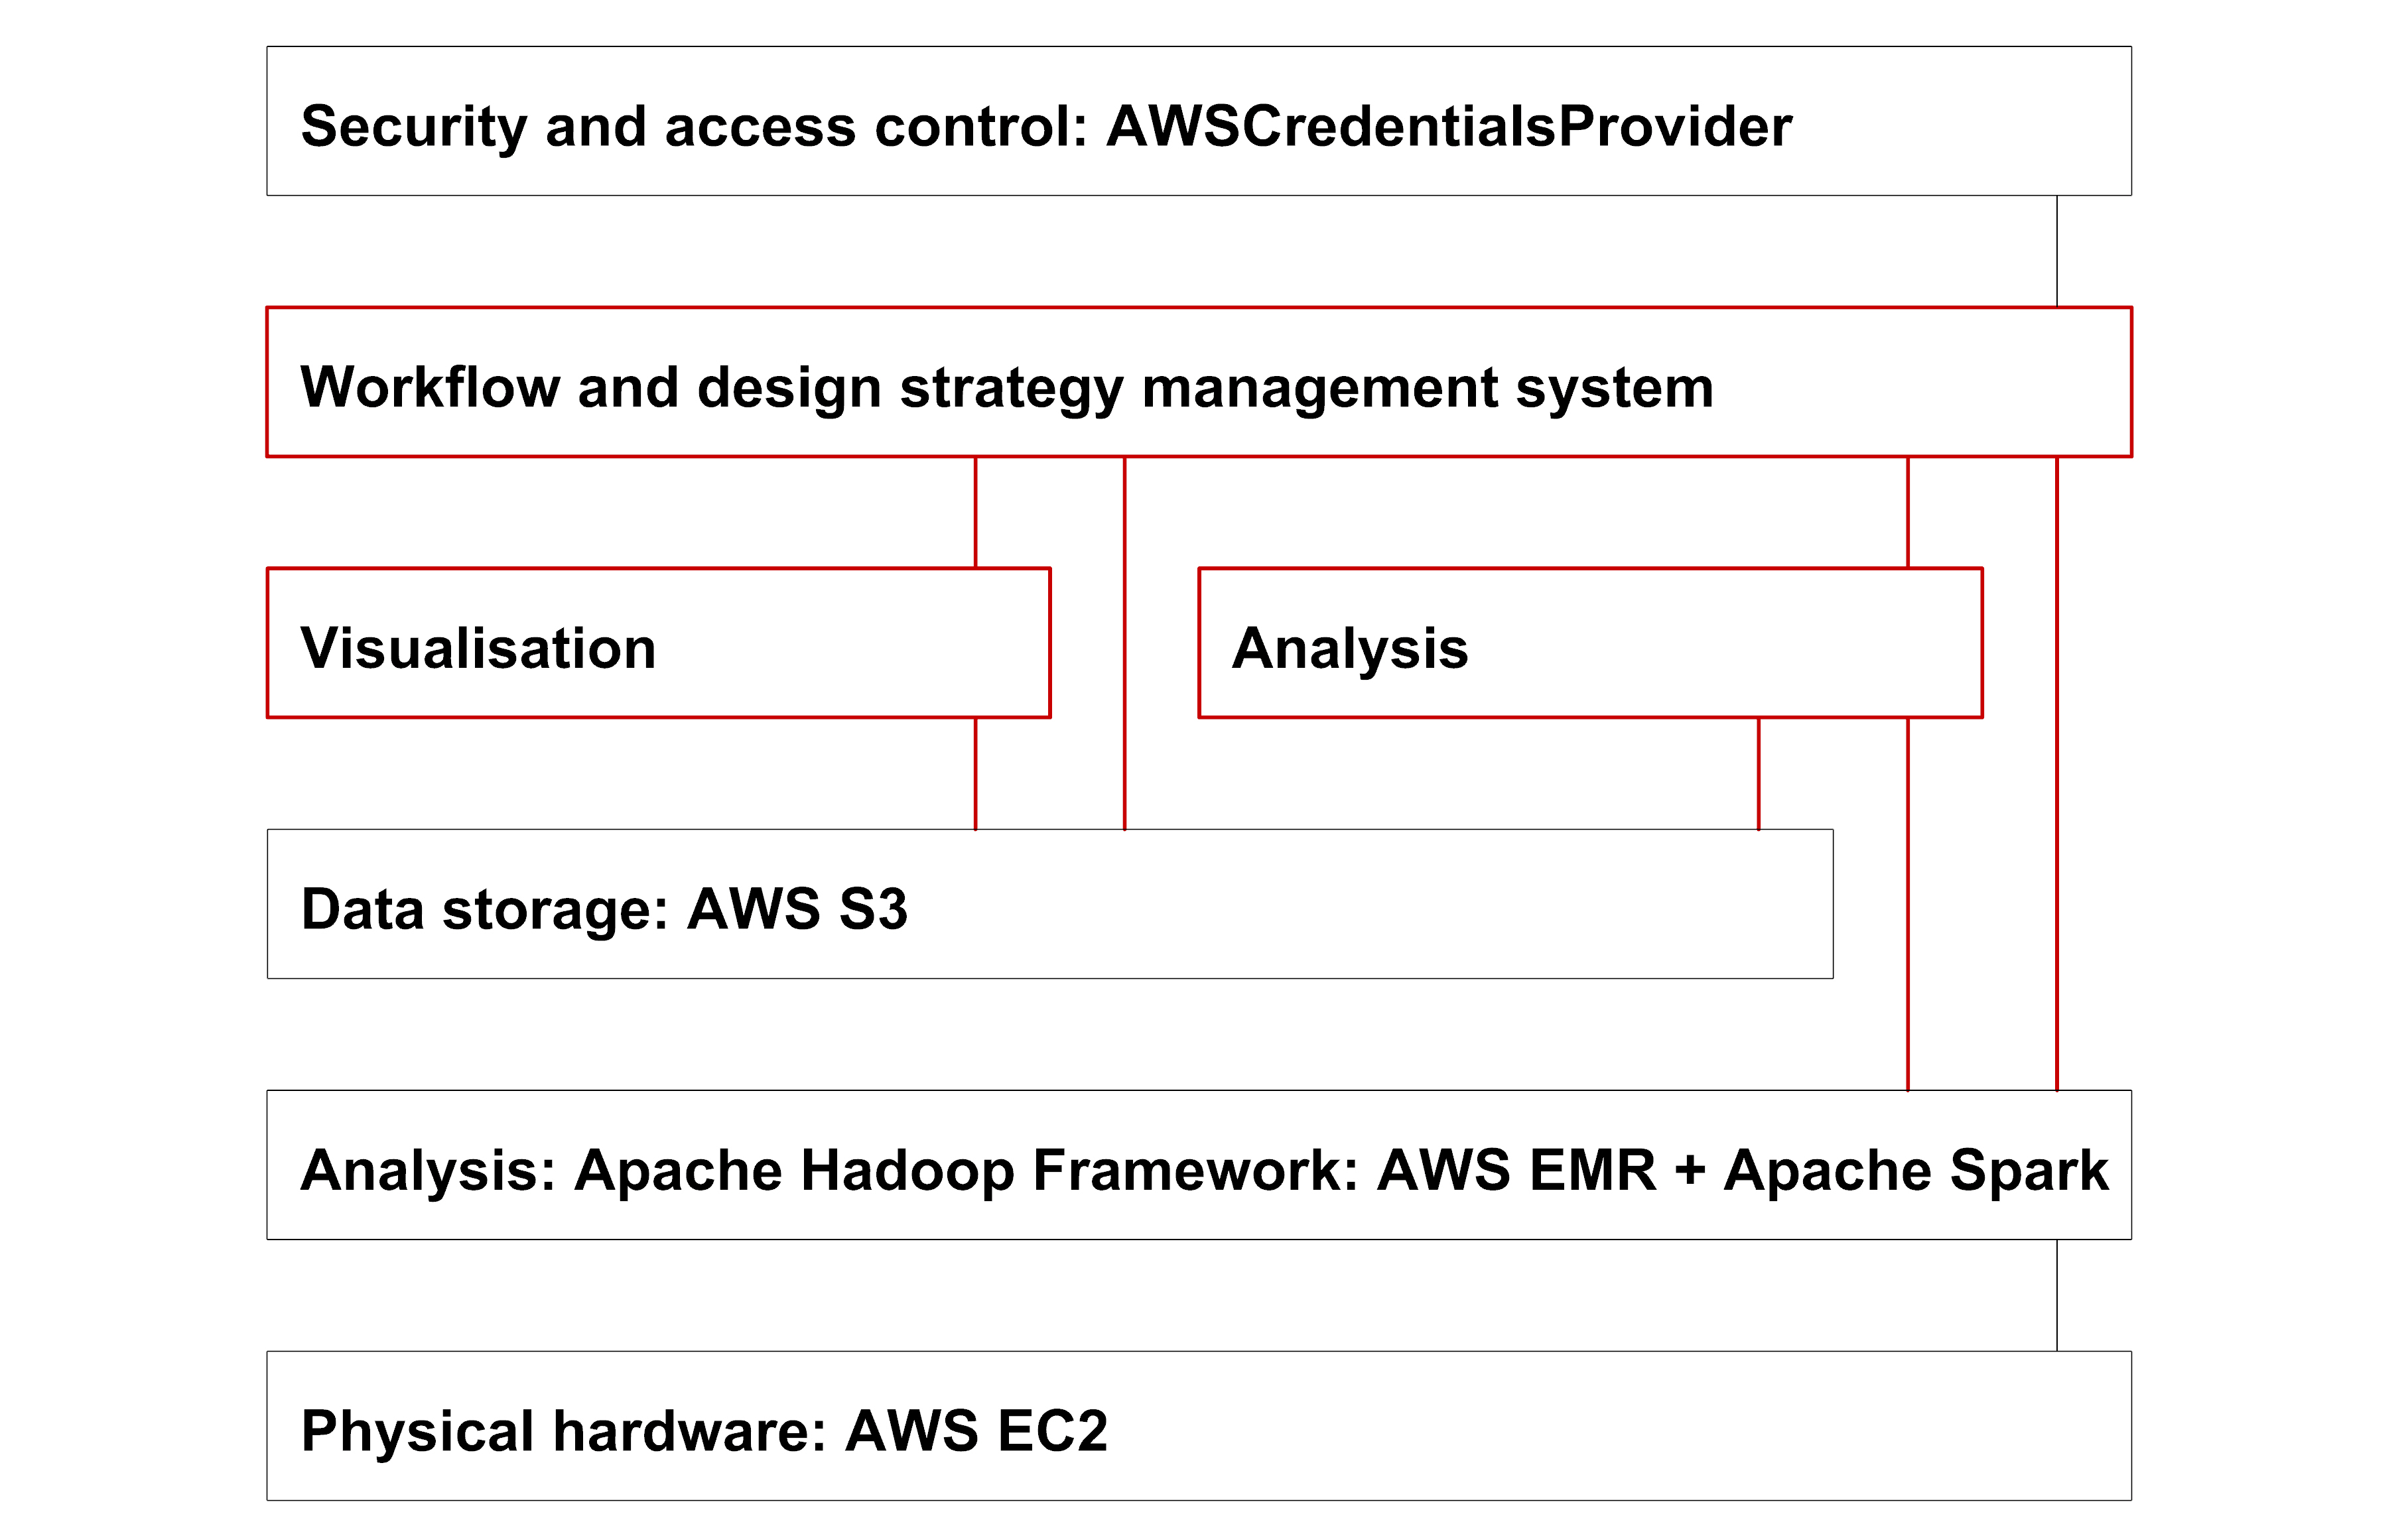 Security and access control: AWSCredentialsProvider
Workflow and design strategy management system
Visualisation
Analysis
Data storage: AWS S3
Analysis: Apache Hadoop Framework: AWS EMR + Apache Spark
Physical hardware: AWS EC2